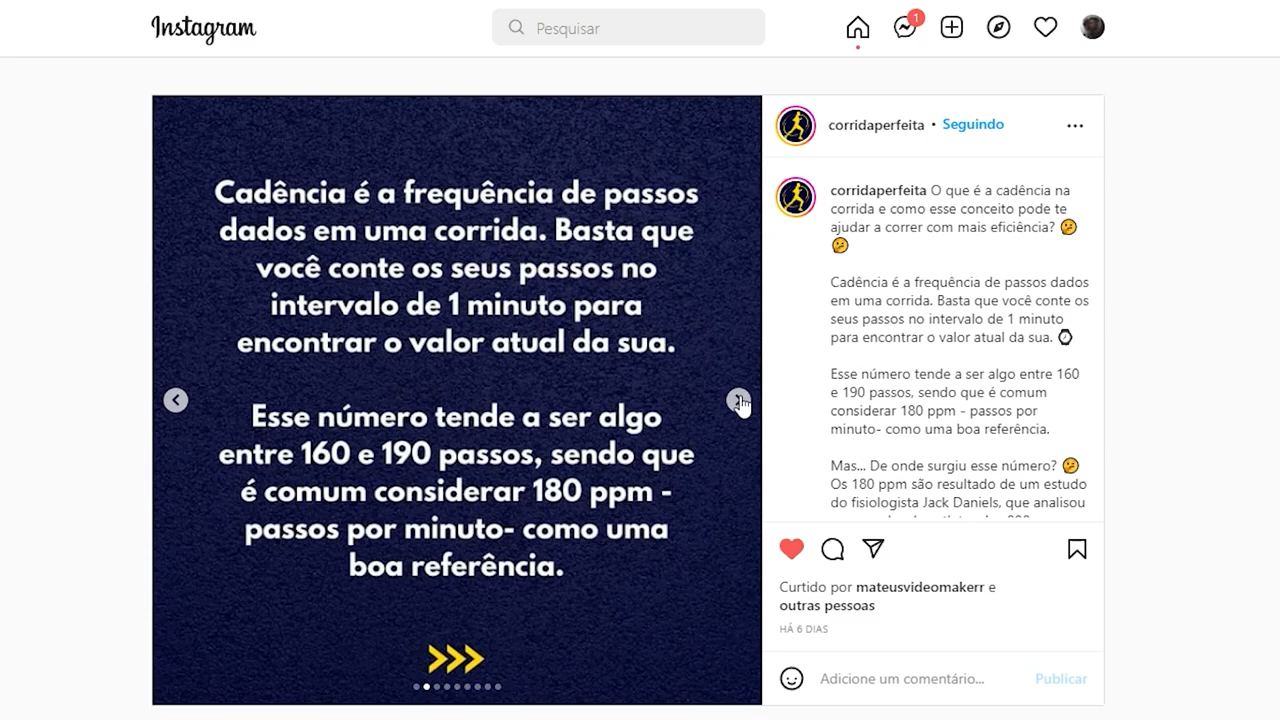 Instagram
Pesquisar
1
Cadência é a frequência de passos
dados em uma corrida. Basta que
você conte os seus passos no
intervalo de 1 minuto para
encontrar o valor atual da sua.
Esse número tende a ser algo
entre 160 e 190 passos, sendo que
é comum considerar 180 ppm -
passos por minuto- como uma
boa referência.
corridaperfeita • Seguindo
corridaperfeita O que é a cadência na
corrida e como esse conceito pode te
ajudar a correr com mais eficiência? 🤔
🤔
Cadência é a frequência de passos dados
em uma corrida. Basta que você conte os
seus passos no intervalo de 1 minuto
para encontrar o valor atual da sua. ⌚
Esse número tende a ser algo entre 160
e 190 passos, sendo que é comum
considerar 180 ppm - passos por
minuto- como uma boa referência.
Mas... De onde surgiu esse número? 🤔
Os 180 ppm são resultado de um estudo
do fisiologista Jack Daniels, que analisou
Curtido por mateusvideomakerr e
outras pessoas
HÁ 6 DIAS
Adicione um comentário...
Publicar